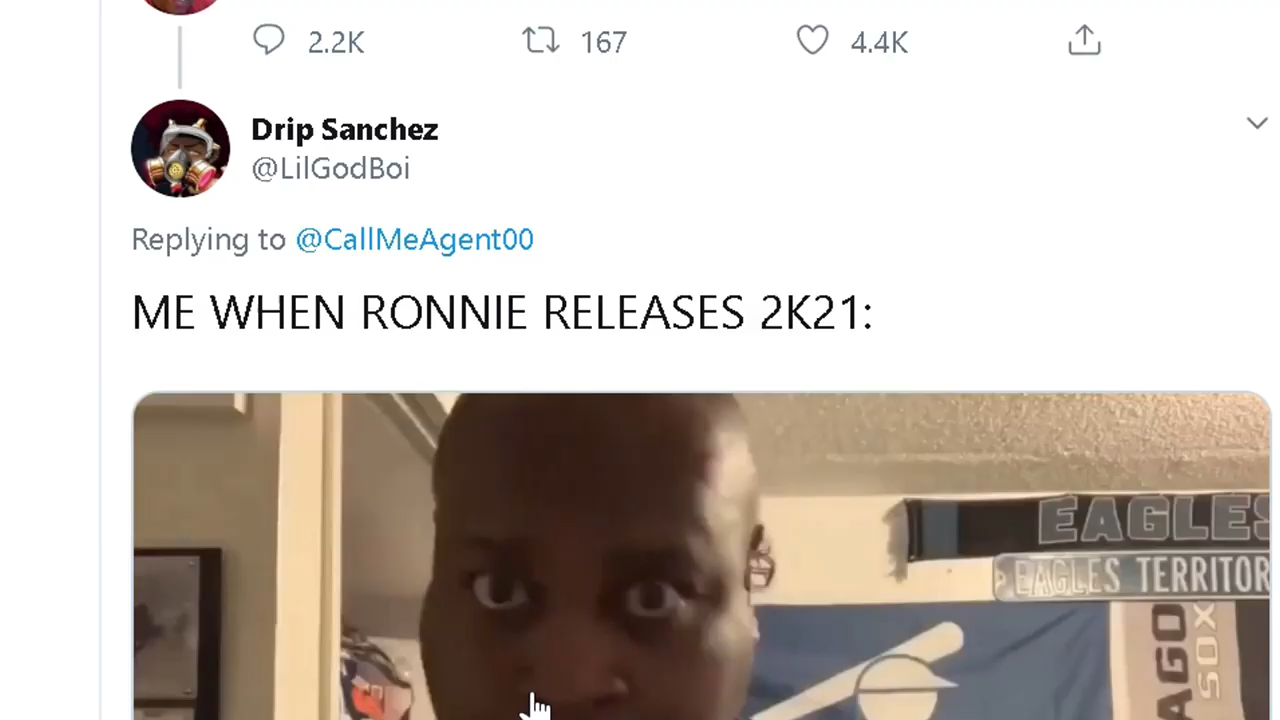 2.2K 167 4.4K
Drip Sanchez
@LilGodBoi
Replying to @CallMeAgent00
ME WHEN RONNIE RELEASES 2K21:
EAGLES
EAGLES TERRITOR
AGO
SOX